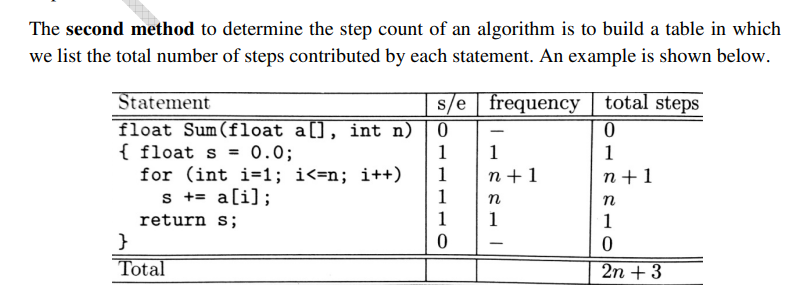 The second method to determine the step count of an algorithm is to build a table in which
we list the total number of steps contributed by each statement. An example is shown below.
Statement s/e frequency total steps
float Sum(float a[], int n) 0 – 0
{ float s = 0.0; 1 1 1
for (int i=1; i<=n; i++) 1 n + 1 n + 1
s += a[i]; 1 n n
return s; 1 1 1
} 0 – 0
Total 2n + 3